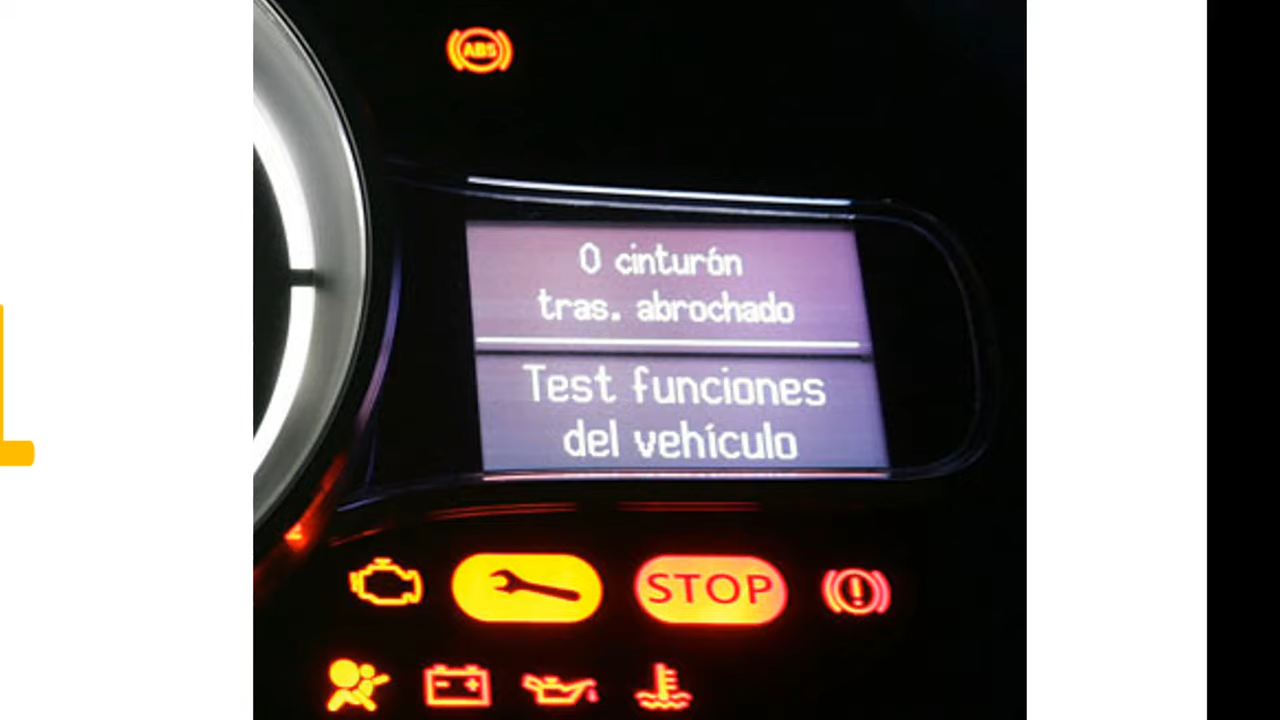 ABS
0 cinturón
tras. abrochado
Test funciones
del vehículo
STOP